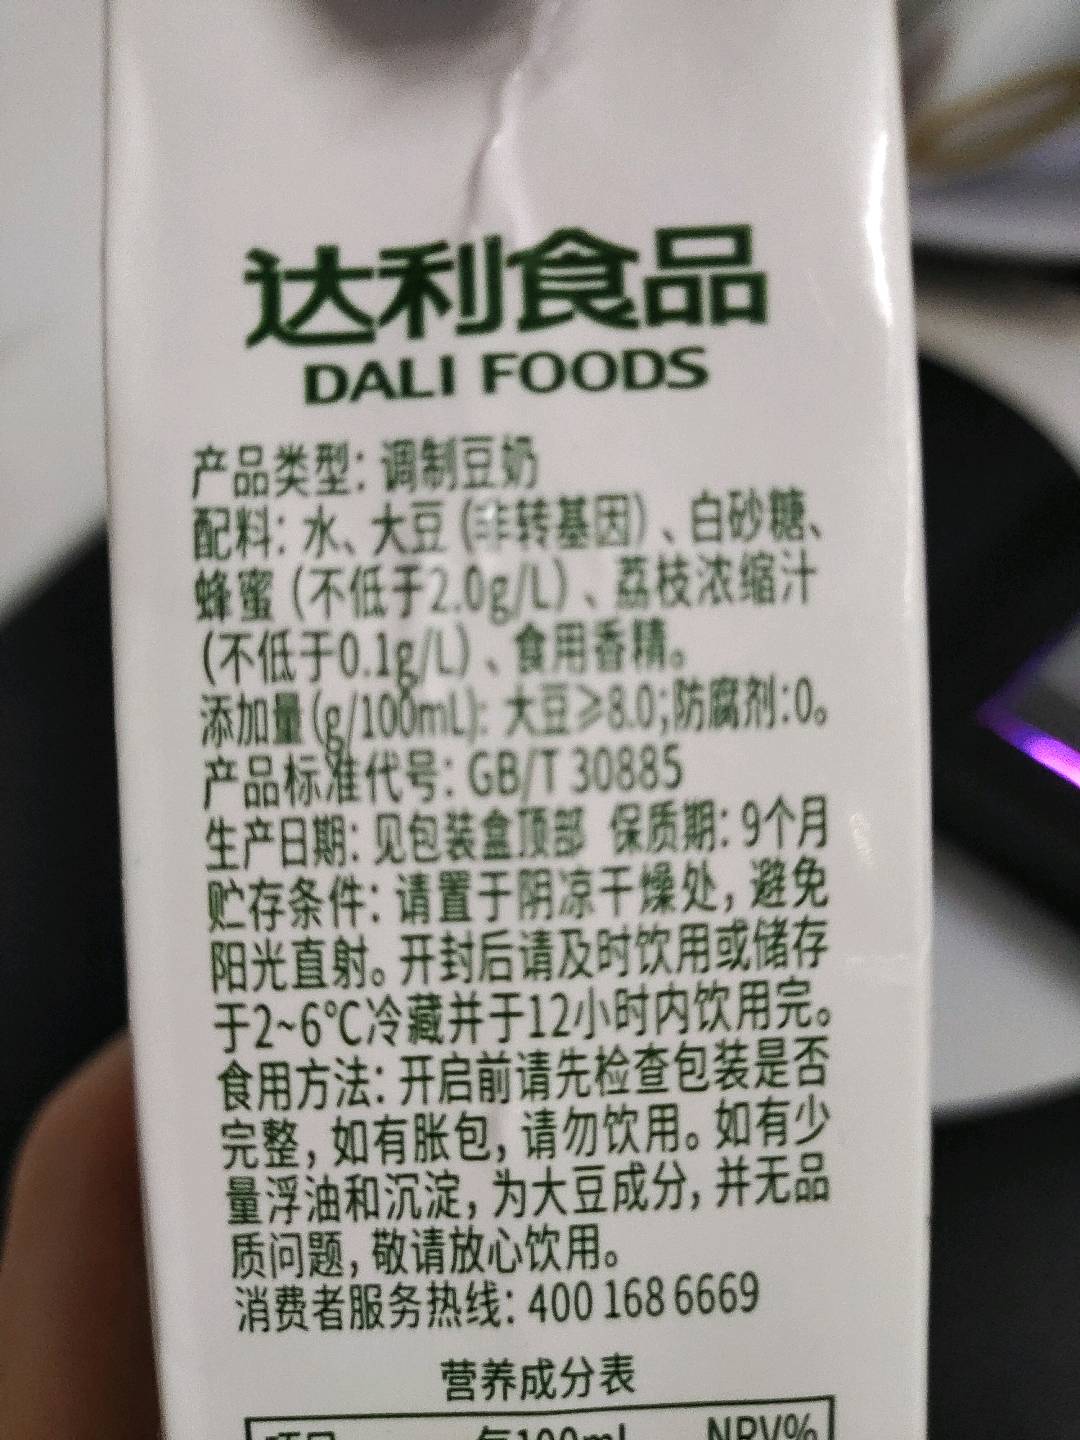 达利食品
DALI FOODS
产品类型：调制豆奶
配料：水、大豆(非转基因)、白砂糖、
蜂蜜(不低于2.0g/L)、荔枝浓缩汁
(不低于0.1g/L)、食用香精。
添加量(g/100mL)：大豆≥8.0;防腐剂:0。
产品标准代号：GB/T 30885
生产日期：见包装盒顶部 保质期：9个月
贮存条件：请置于阴凉干燥处，避免
阳光直射。开封后请及时饮用或储存
于2~6℃冷藏并于12小时内饮用完。
食用方法：开启前请先检查包装是否
完整，如有胀包，请勿饮用。如有少
量浮油和沉淀，为大豆成分，并无品
质问题，敬请放心饮用。
消费者服务热线：400 168 6669
营养成分表
项目 每100mL NRV%